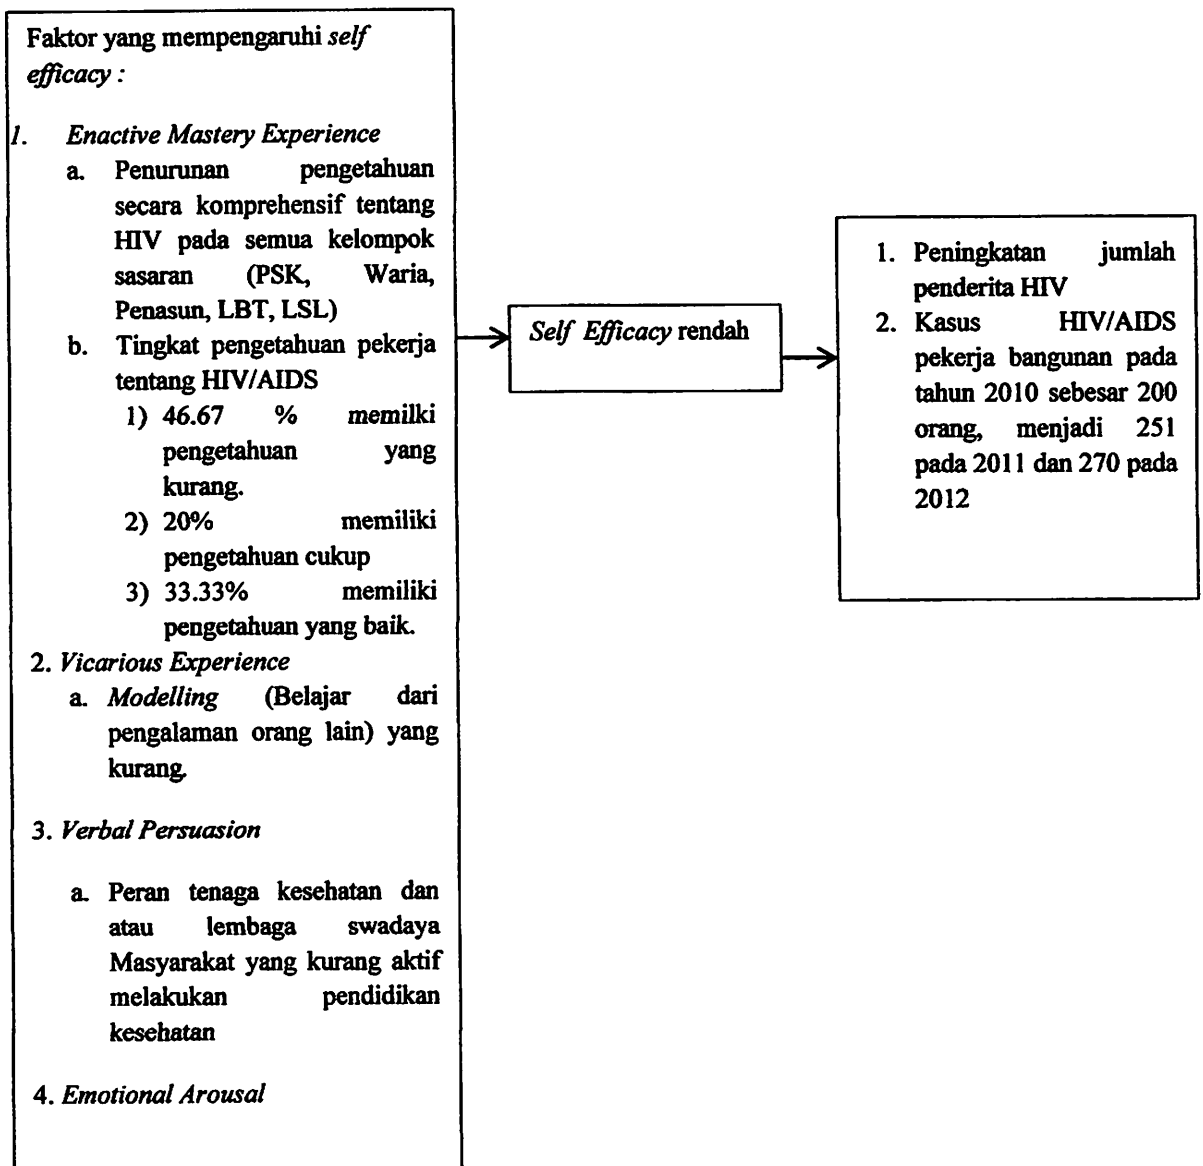 Faktor yang mempengaruhi self
efficacy :
1. Enactive Mastery Experience
a. Penurunan pengetahuan
secara komprehensif tentang
HIV pada semua kelompok
sasaran (PSK, Waria,
Penasun, LBT, LSL)
b. Tingkat pengetahuan pekerja
tentang HIV/AIDS
1) 46.67 % memilki
pengetahuan yang
kurang.
2) 20% memiliki
pengetahuan cukup
3) 33.33% memiliki
pengetahuan yang baik.
2. Vicarious Experience
a. Modelling (Belajar dari
pengalaman orang lain) yang
kurang.
3. Verbal Persuasion
a. Peran tenaga kesehatan dan
atau lembaga swadaya
Masyarakat yang kurang aktif
melakukan pendidikan
kesehatan
4. Emotional Arousal
Self Efficacy rendah
1. Peningkatan jumlah
penderita HIV
2. Kasus HIV/AIDS
pekerja bangunan pada
tahun 2010 sebesar 200
orang, menjadi 251
pada 2011 dan 270 pada
2012